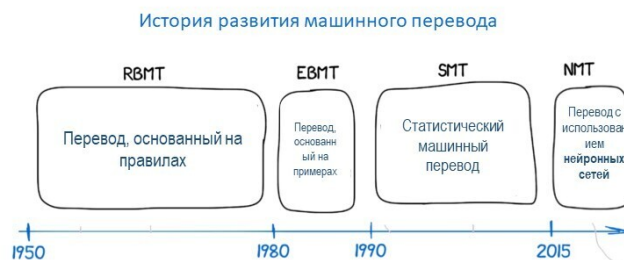 История развития машинного перевода
RBMT EBMT SMT NMT
Перевод, основанный на
правилах
Перевод,
основанн
ый на
примерах
Статистический
машинный
перевод
Перевод с
использован
ием
нейронных
сетей
1950 1980 1990 2015